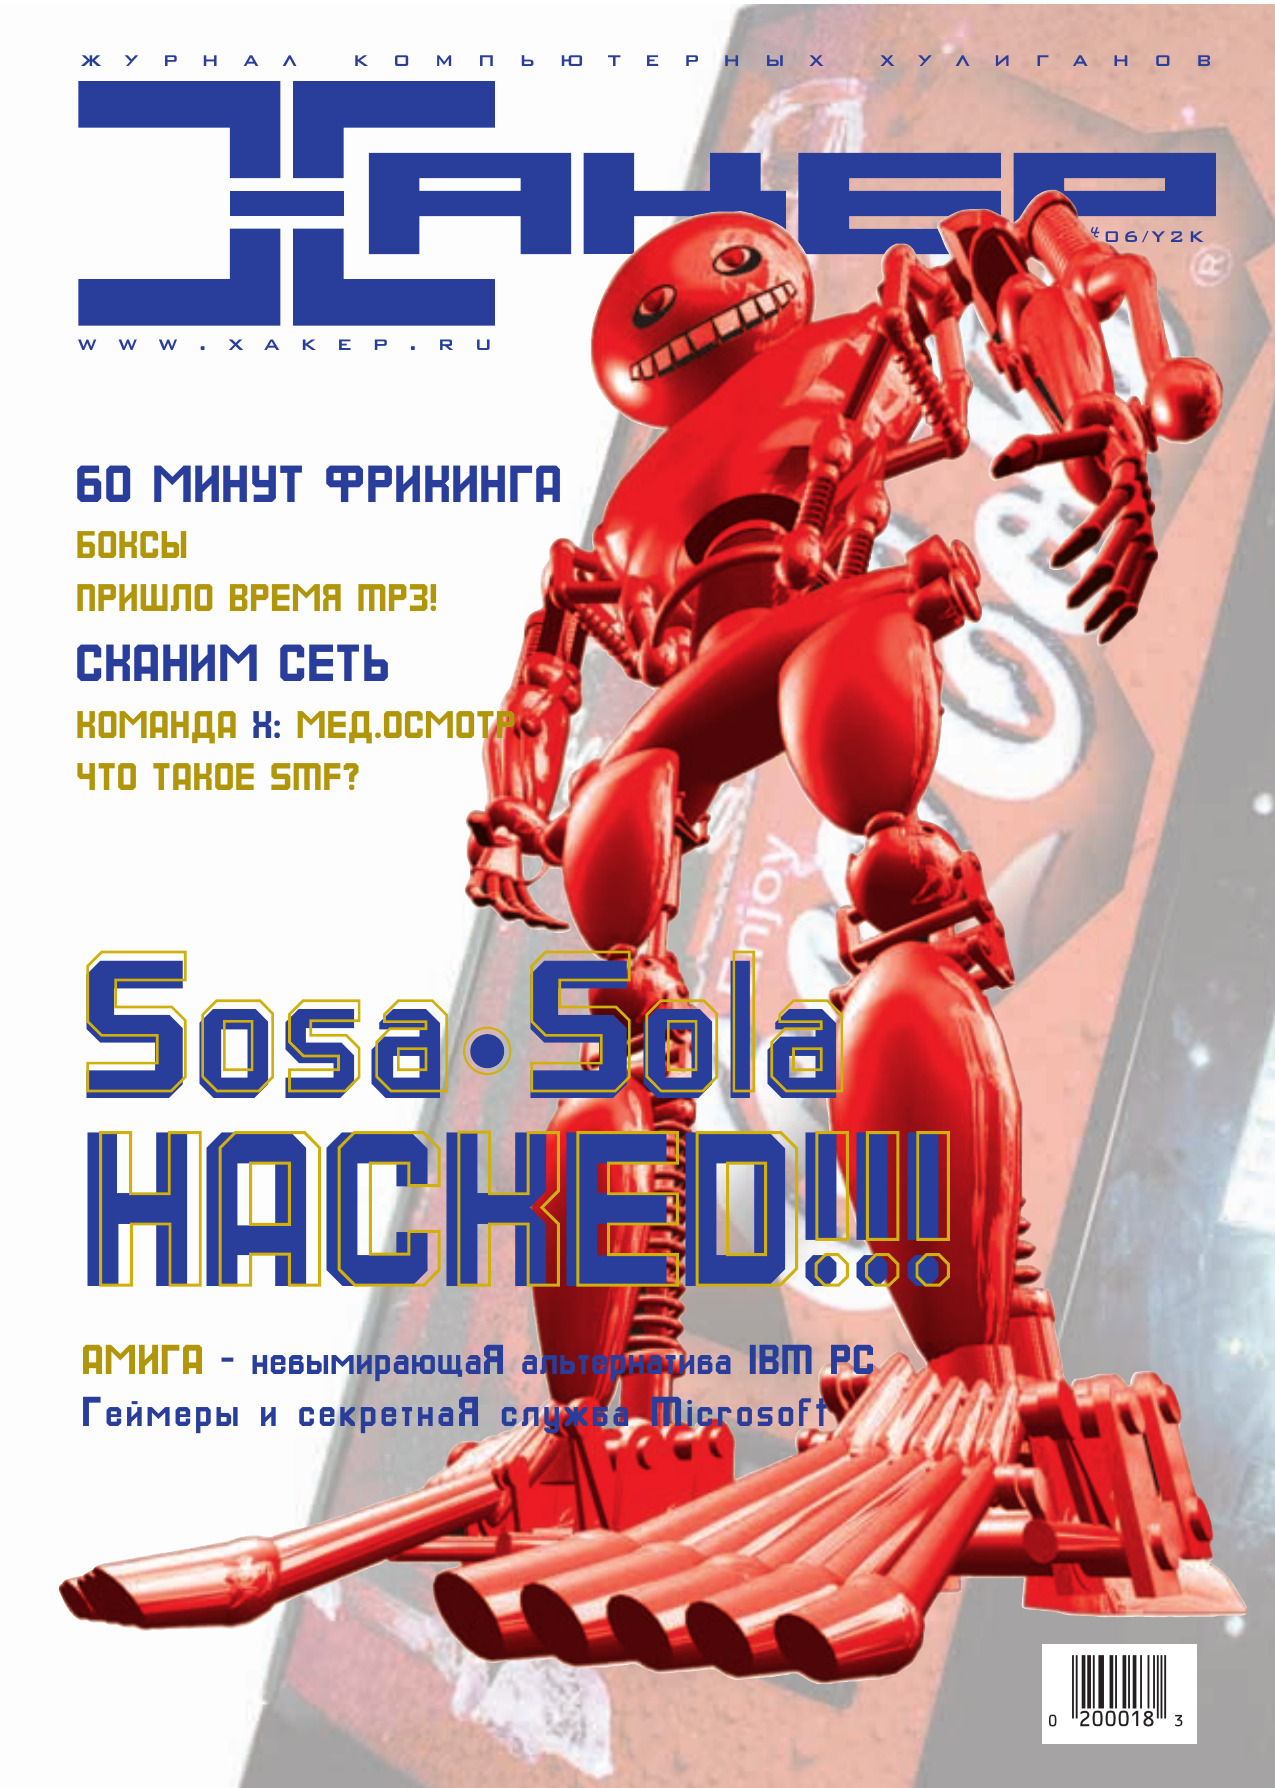 ЖУРНАЛ КОМПЬЮТЕРНЫХ ХУЛИГАНОВ
ХАКЕР
#06/Y2K
®
WWW.XAKEP.RU
60 МИНУТ ФРИКИНГА
БОКСЫ
ПРИШЛО ВРЕМЯ MP3!
СКАНИМ СЕТЬ
КОМАНДА X: МЕД.ОСМОТР
ЧТО ТАКОЕ SMF?
Enjoy
Sosa•Sola
HACKED!!!
АМИГА - невымирающаЯ альтернатива IBM PC
Геймеры и секретнаЯ служба Microsoft
0 200018 3